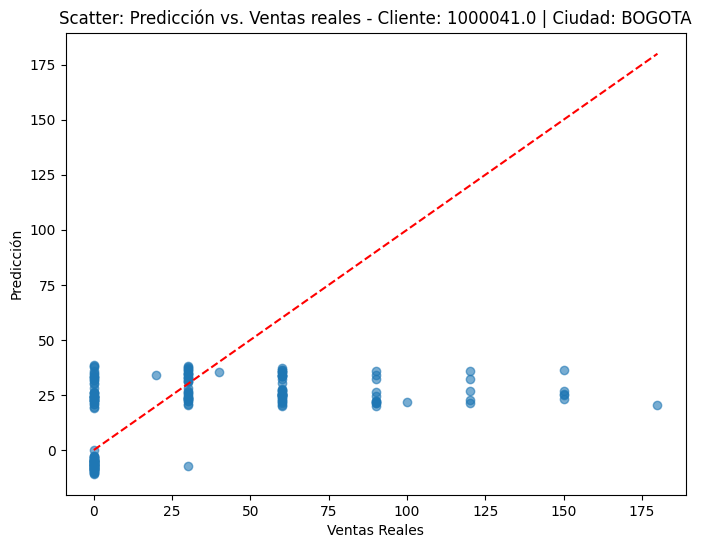 Scatter: Predicción vs. Ventas reales - Cliente: 1000041.0 | Ciudad: BOGOTA
175
150
125
100
75
50
25
0
Predicción
0 25 50 75 100 125 150 175
Ventas Reales